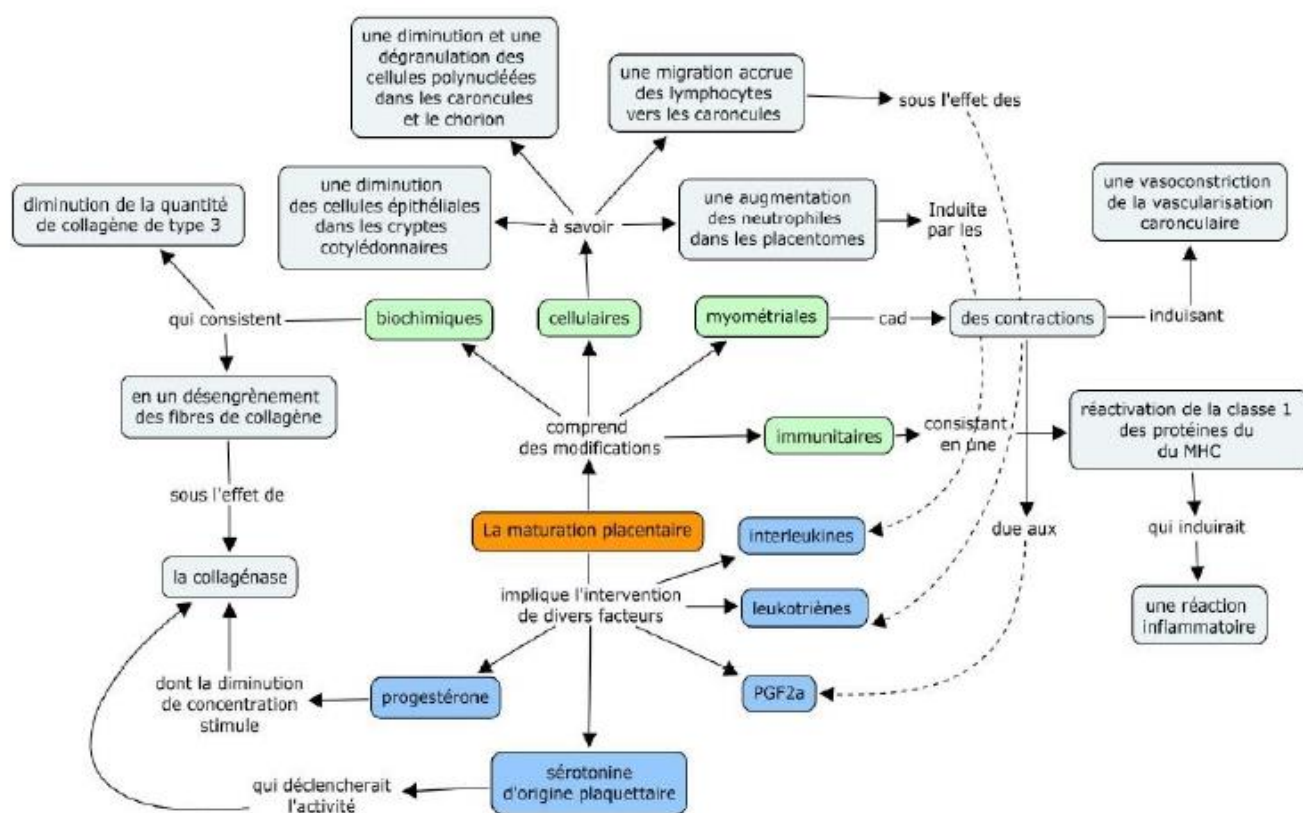 une diminution et une
dégranulation des
cellules polynucléées
dans les caroncules
et le chorion
une migration accrue
des lymphocytes
vers les caroncules
sous l'effet des
diminution de la quantité
de collagène de type 3
une diminution
des cellules épithéliales
dans les cryptes
cotylédonnaires
à savoir
une augmentation
des neutrophiles
dans les placentomes
Induite
par les
une vasoconstriction
de la vascularisation
caronculaire
qui consistent
biochimiques
cellulaires
myométriales
cad
des contractions
induisant
en un désengrènement
des fibres de collagène
comprend
des modifications
immunitaires
consistant
en une
réactivation de la classe 1
des protéines du
du MHC
sous l'effet de
La maturation placentaire
interleukines
due aux
qui induirait
la collagénase
implique l'intervention
de divers facteurs
leukotriènes
une réaction
inflammatoire
dont la diminution
de concentration
stimule
progestérone
PGF2a
qui déclencherait
l'activité
sérotonine
d'origine plaquettaire